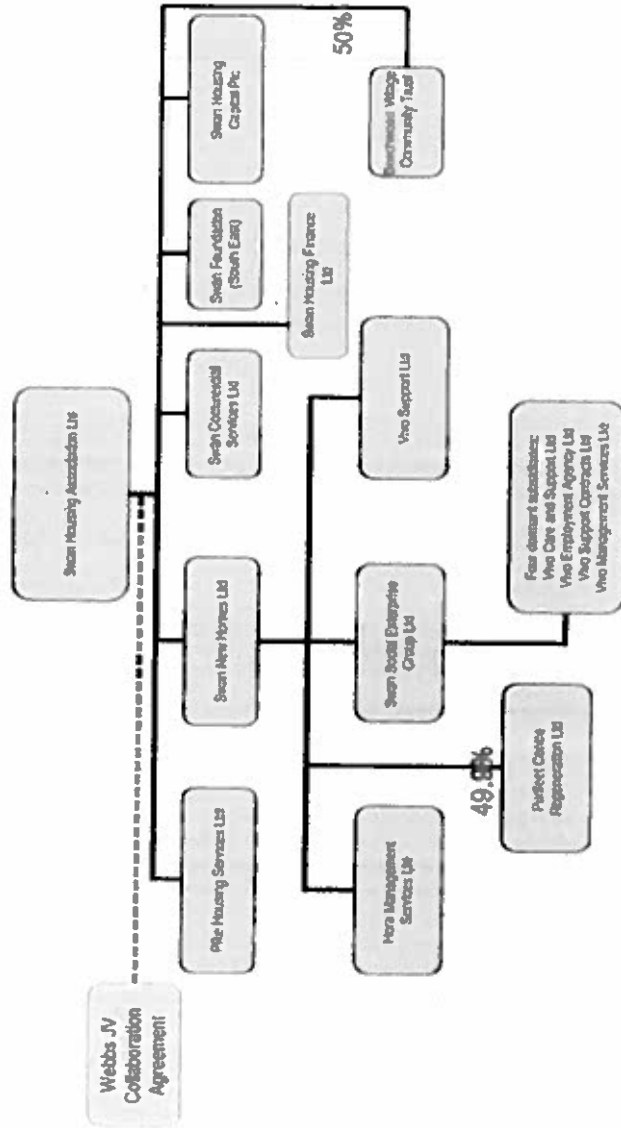 Webbs JV
Collaboration
Agreement
Swan Housing Association Ltd
Pike Housing Services Ltd
Swan New Homes Ltd
Swan Commercial
Services Ltd
Swan Foundation
(South East)
Swan Housing
Capital Plc
Swan Housing Finance
Ltd
50%
Beechwood Village
Community Trust
Hera Management
Services Ltd
Swan Social Enterprise
Group Ltd
Vivo Support Ltd
Purfleet Centre
Regeneration Ltd
Four dormant subsidiaries:
Vivo Care and Support Ltd
Vivo Employment Agency Ltd
Vivo Support Contracts Ltd
Vivo Management Services Ltd